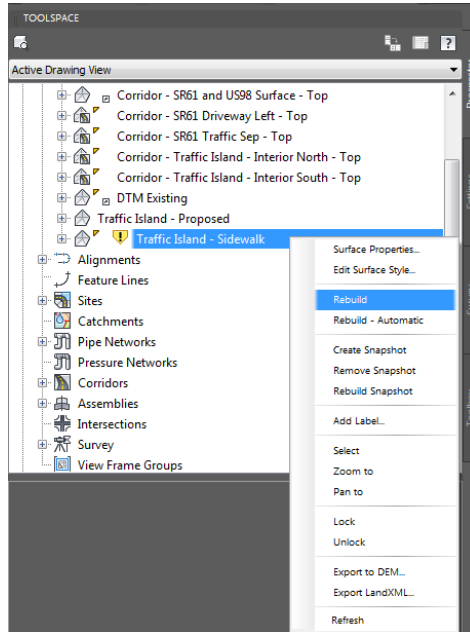 TOOLSPACE
?
Active Drawing View
Corridor - SR61 and US98 Surface - Top
Corridor - SR61 Driveway Left - Top
Corridor - SR61 Traffic Sep - Top
Corridor - Traffic Island - Interior North - Top
Corridor - Traffic Island - Interior South - Top
DTM Existing
Traffic Island - Proposed
Traffic Island - Sidewalk
Alignments
Feature Lines
Sites
Catchments
Pipe Networks
Pressure Networks
Corridors
Assemblies
Intersections
Survey
View Frame Groups
Surface Properties...
Edit Surface Style...
Rebuild
Rebuild - Automatic
Create Snapshot
Remove Snapshot
Rebuild Snapshot
Add Label...
Select
Zoom to
Pan to
Lock
Unlock
Export to DEM...
Export LandXML...
Refresh